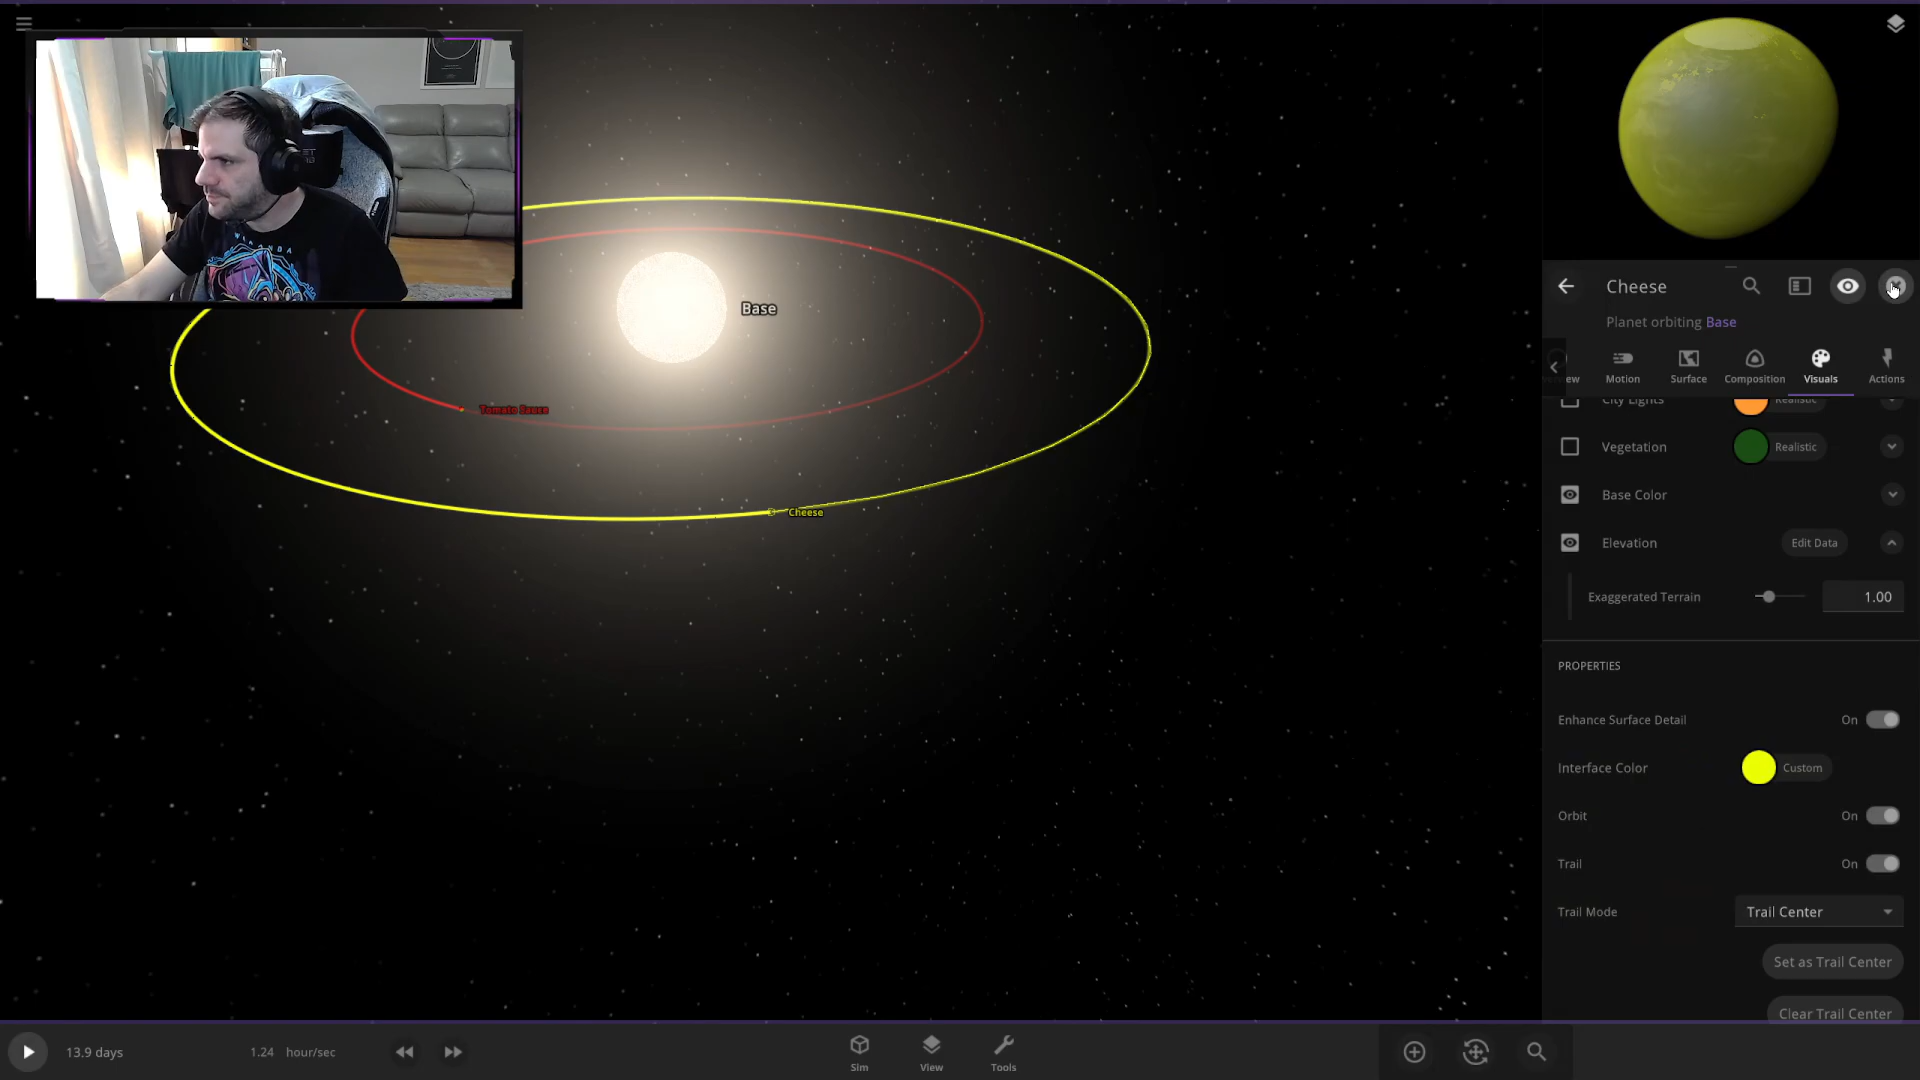 Base
Tomato Sauce
Cheese
Cheese
Planet orbiting Base
Motion
Surface
Composition
Visuals
Actions
City Lights
Realistic
Vegetation
Realistic
Base Color
Elevation
Edit Data
Exaggerated Terrain
1.00
PROPERTIES
Enhance Surface Detail
On
Interface Color
Custom
Orbit
On
Trail
On
Trail Mode
Trail Center
Set as Trail Center
Clear Trail Center
13.9 days
1.24 hour/sec
Sim
View
Tools